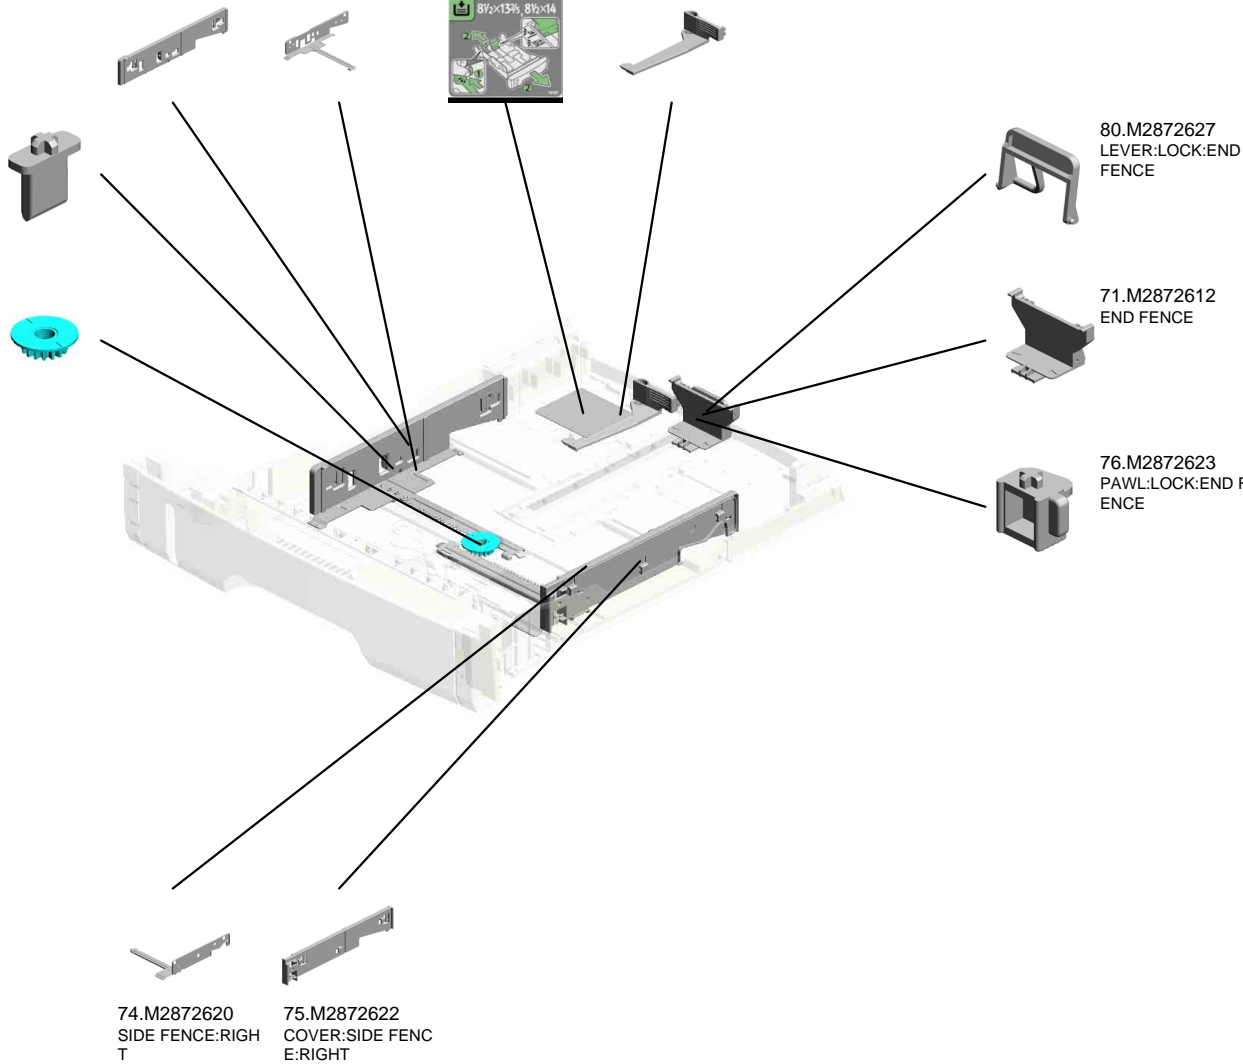 8½×13⅖, 8½×14
80.M2872627
LEVER:LOCK:END
FENCE
71.M2872612
END FENCE
76.M2872623
PAWL:LOCK:END F
ENCE
74.M2872620
SIDE FENCE:RIGH
T
75.M2872622
COVER:SIDE FENC
E:RIGHT